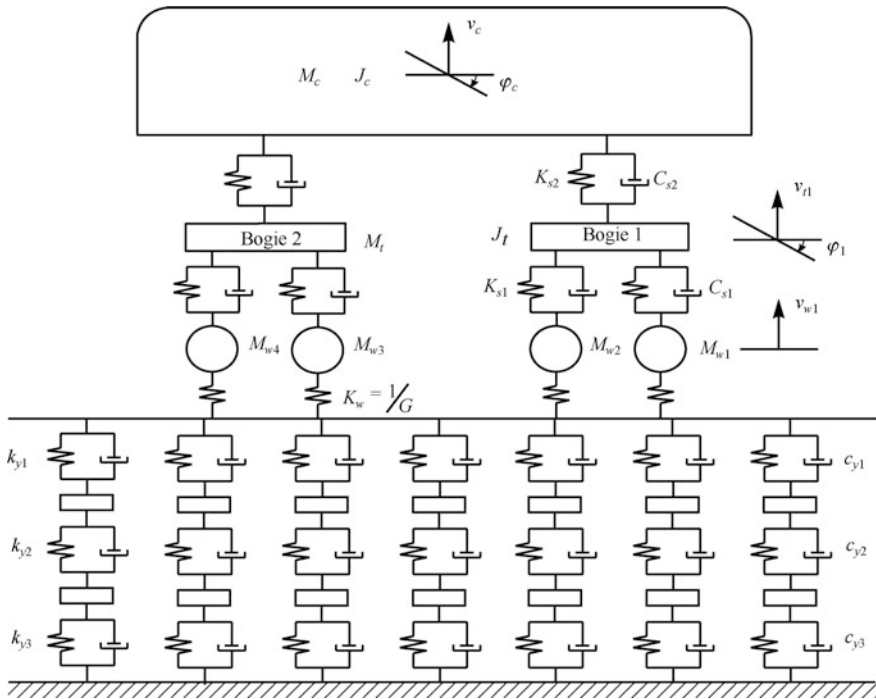 v_c
M_c J_c φ_c
K_s2 C_s2
v_t1
Bogie 2 M_t J_t Bogie 1
φ_1
K_s1 C_s1
v_w1
M_w4 M_w3 M_w2 M_w1
K_w = 1/G
k_y1 c_y1
k_y2 c_y2
k_y3 c_y3